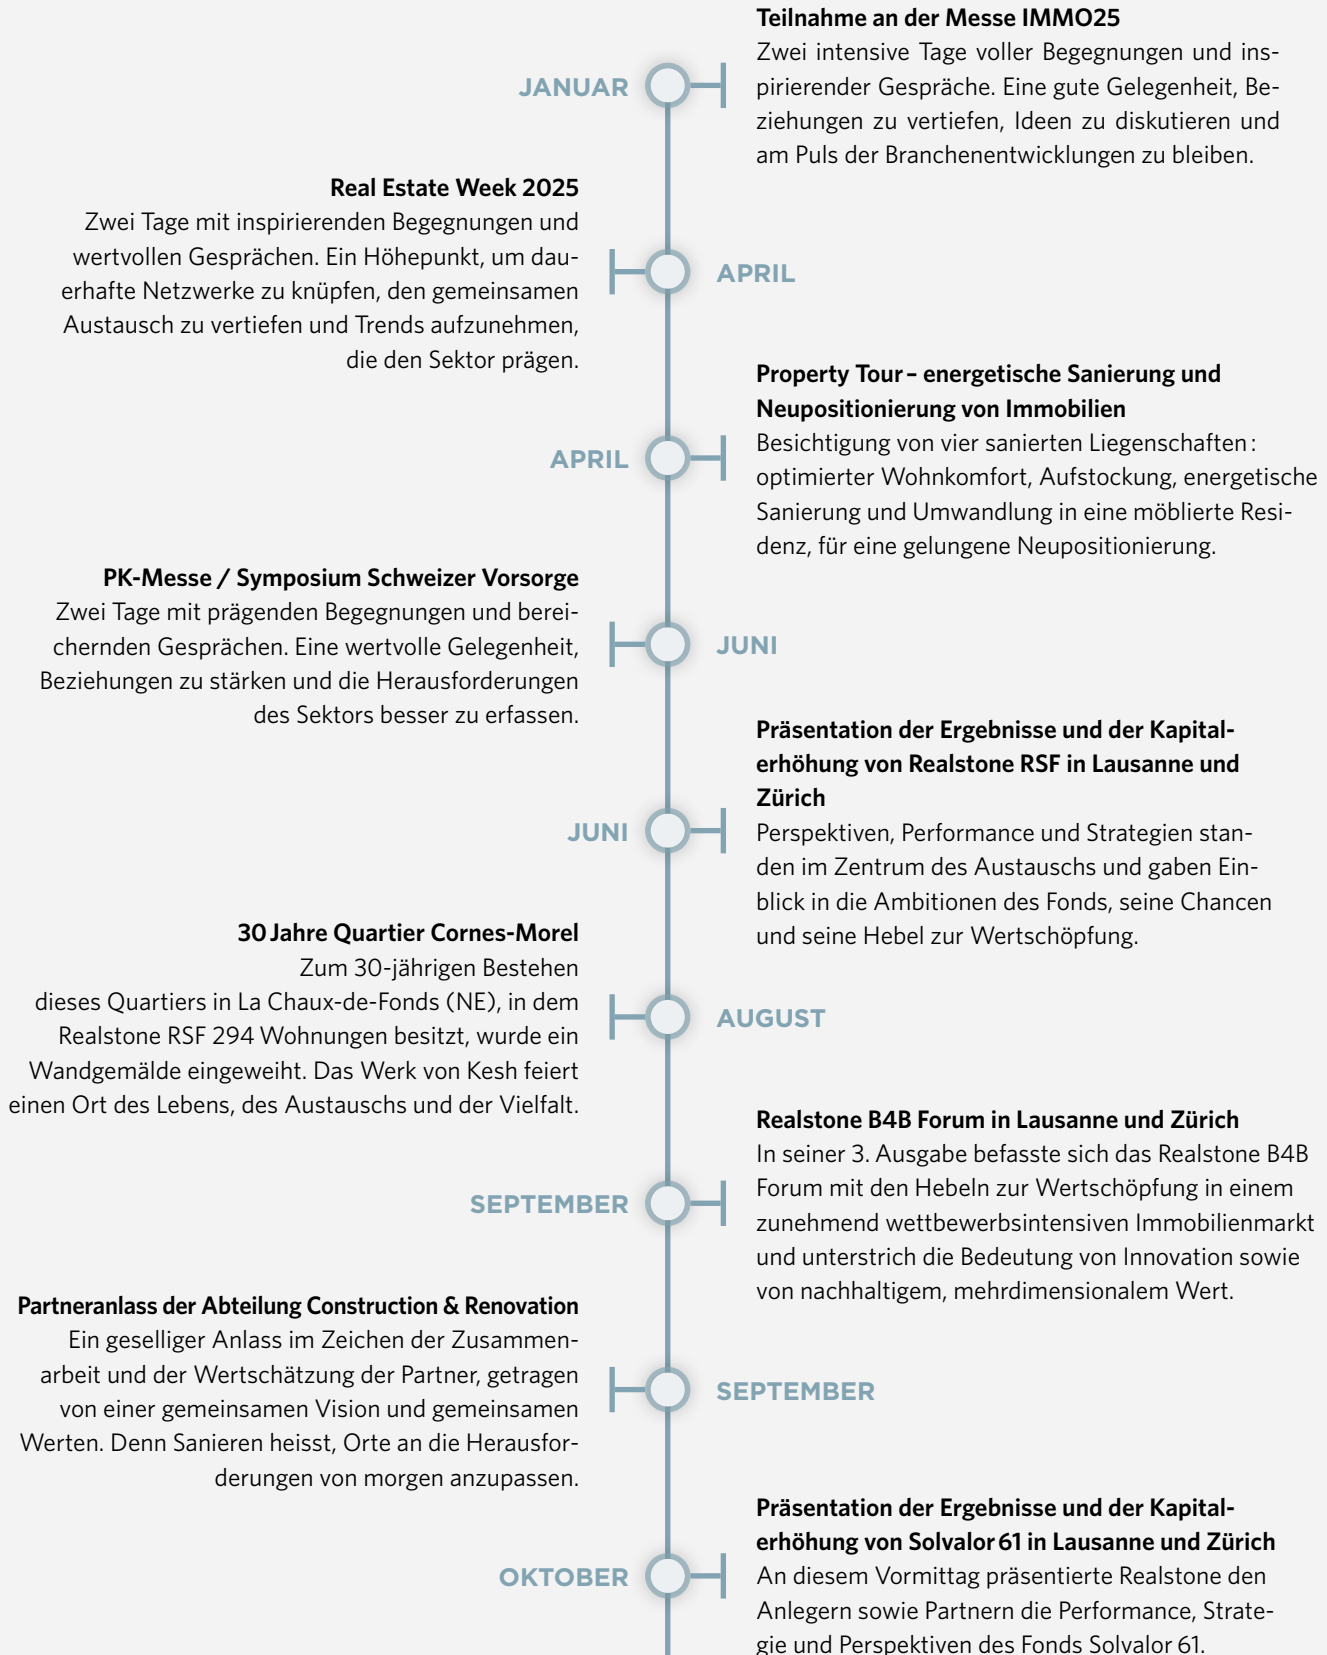 Teilnahme an der Messe IMMO25
Zwei intensive Tage voller Begegnungen und ins-
pirierender Gespräche. Eine gute Gelegenheit, Be-
ziehungen zu vertiefen, Ideen zu diskutieren und
am Puls der Branchenentwicklungen zu bleiben.
JANUAR
Real Estate Week 2025
Zwei Tage mit inspirierenden Begegnungen und
wertvollen Gesprächen. Ein Höhepunkt, um dau-
erhafte Netzwerke zu knüpfen, den gemeinsamen
Austausch zu vertiefen und Trends aufzunehmen,
die den Sektor prägen.
APRIL
Property Tour – energetische Sanierung und
Neupositionierung von Immobilien
Besichtigung von vier sanierten Liegenschaften :
optimierter Wohnkomfort, Aufstockung, energetische
Sanierung und Umwandlung in eine möblierte Resi-
denz, für eine gelungene Neupositionierung.
APRIL
PK-Messe / Symposium Schweizer Vorsorge
Zwei Tage mit prägenden Begegnungen und berei-
chernden Gesprächen. Eine wertvolle Gelegenheit,
Beziehungen zu stärken und die Herausforderungen
des Sektors besser zu erfassen.
JUNI
Präsentation der Ergebnisse und der Kapital-
erhöhung von Realstone RSF in Lausanne und
Zürich
Perspektiven, Performance und Strategien stan-
den im Zentrum des Austauschs und gaben Ein-
blick in die Ambitionen des Fonds, seine Chancen
und seine Hebel zur Wertschöpfung.
JUNI
30 Jahre Quartier Cornes-Morel
Zum 30-jährigen Bestehen
dieses Quartiers in La Chaux-de-Fonds (NE), in dem
Realstone RSF 294 Wohnungen besitzt, wurde ein
Wandgemälde eingeweiht. Das Werk von Kesh feiert
einen Ort des Lebens, des Austauschs und der Vielfalt.
AUGUST
Realstone B4B Forum in Lausanne und Zürich
In seiner 3. Ausgabe befasste sich das Realstone B4B
Forum mit den Hebeln zur Wertschöpfung in einem
zunehmend wettbewerbsintensiven Immobilienmarkt
und unterstrich die Bedeutung von Innovation sowie
von nachhaltigem, mehrdimensionalem Wert.
SEPTEMBER
Partneranlass der Abteilung Construction & Renovation
Ein geselliger Anlass im Zeichen der Zusammen-
arbeit und der Wertschätzung der Partner, getragen
von einer gemeinsamen Vision und gemeinsamen
Werten. Denn Sanieren heisst, Orte an die Herausfor-
derungen von morgen anzupassen.
SEPTEMBER
Präsentation der Ergebnisse und der Kapital-
erhöhung von Solvalor 61 in Lausanne und Zürich
An diesem Vormittag präsentierte Realstone den
Anlegern sowie Partnern die Performance, Strate-
gie und Perspektiven des Fonds Solvalor 61.
OKTOBER